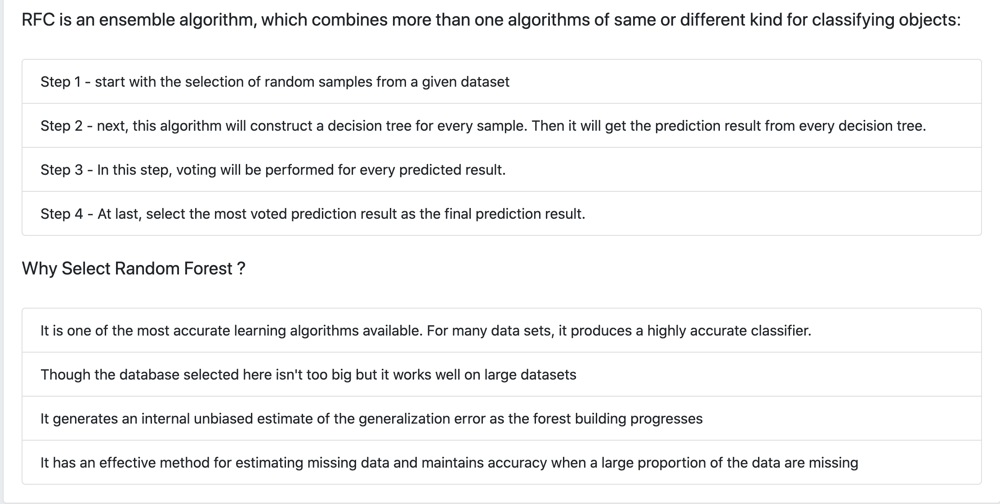 RFC is an ensemble algorithm, which combines more than one algorithms of same or different kind for classifying objects:
Step 1 - start with the selection of random samples from a given dataset
Step 2 - next, this algorithm will construct a decision tree for every sample. Then it will get the prediction result from every decision tree.
Step 3 - In this step, voting will be performed for every predicted result.
Step 4 - At last, select the most voted prediction result as the final prediction result.
Why Select Random Forest ?
It is one of the most accurate learning algorithms available. For many data sets, it produces a highly accurate classifier.
Though the database selected here isn't too big but it works well on large datasets
It generates an internal unbiased estimate of the generalization error as the forest building progresses
It has an effective method for estimating missing data and maintains accuracy when a large proportion of the data are missing